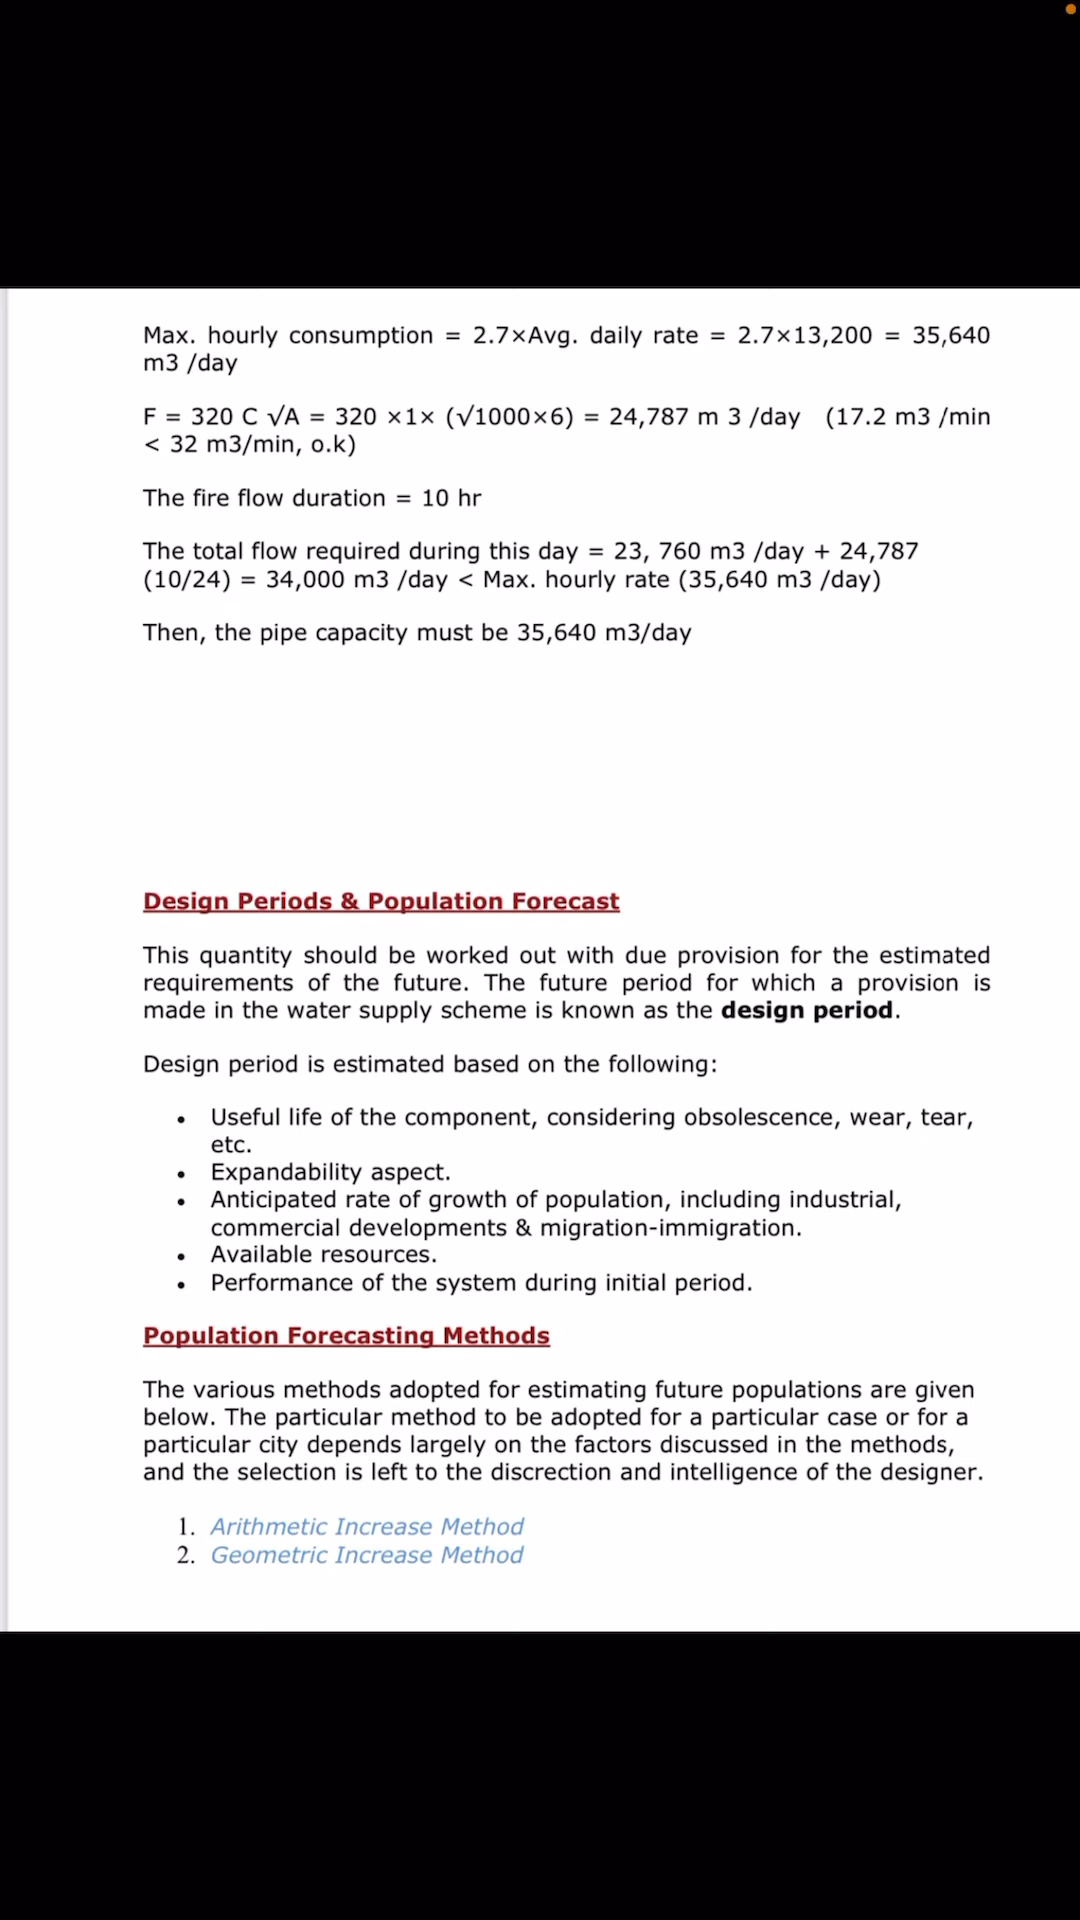 Max. hourly consumption = 2.7×Avg. daily rate = 2.7×13,200 = 35,640
m3 /day
F = 320 C √A = 320 ×1× (√1000×6) = 24,787 m 3 /day (17.2 m3 /min
< 32 m3/min, o.k)
The fire flow duration = 10 hr
The total flow required during this day = 23, 760 m3 /day + 24,787
(10/24) = 34,000 m3 /day < Max. hourly rate (35,640 m3 /day)
Then, the pipe capacity must be 35,640 m3/day
Design Periods & Population Forecast
This quantity should be worked out with due provision for the estimated
requirements of the future. The future period for which a provision is
made in the water supply scheme is known as the design period.
Design period is estimated based on the following:
• Useful life of the component, considering obsolescence, wear, tear,
etc.
• Expandability aspect.
• Anticipated rate of growth of population, including industrial,
commercial developments & migration-immigration.
• Available resources.
• Performance of the system during initial period.
Population Forecasting Methods
The various methods adopted for estimating future populations are given
below. The particular method to be adopted for a particular case or for a
particular city depends largely on the factors discussed in the methods,
and the selection is left to the discrection and intelligence of the designer.
1. Arithmetic Increase Method
2. Geometric Increase Method